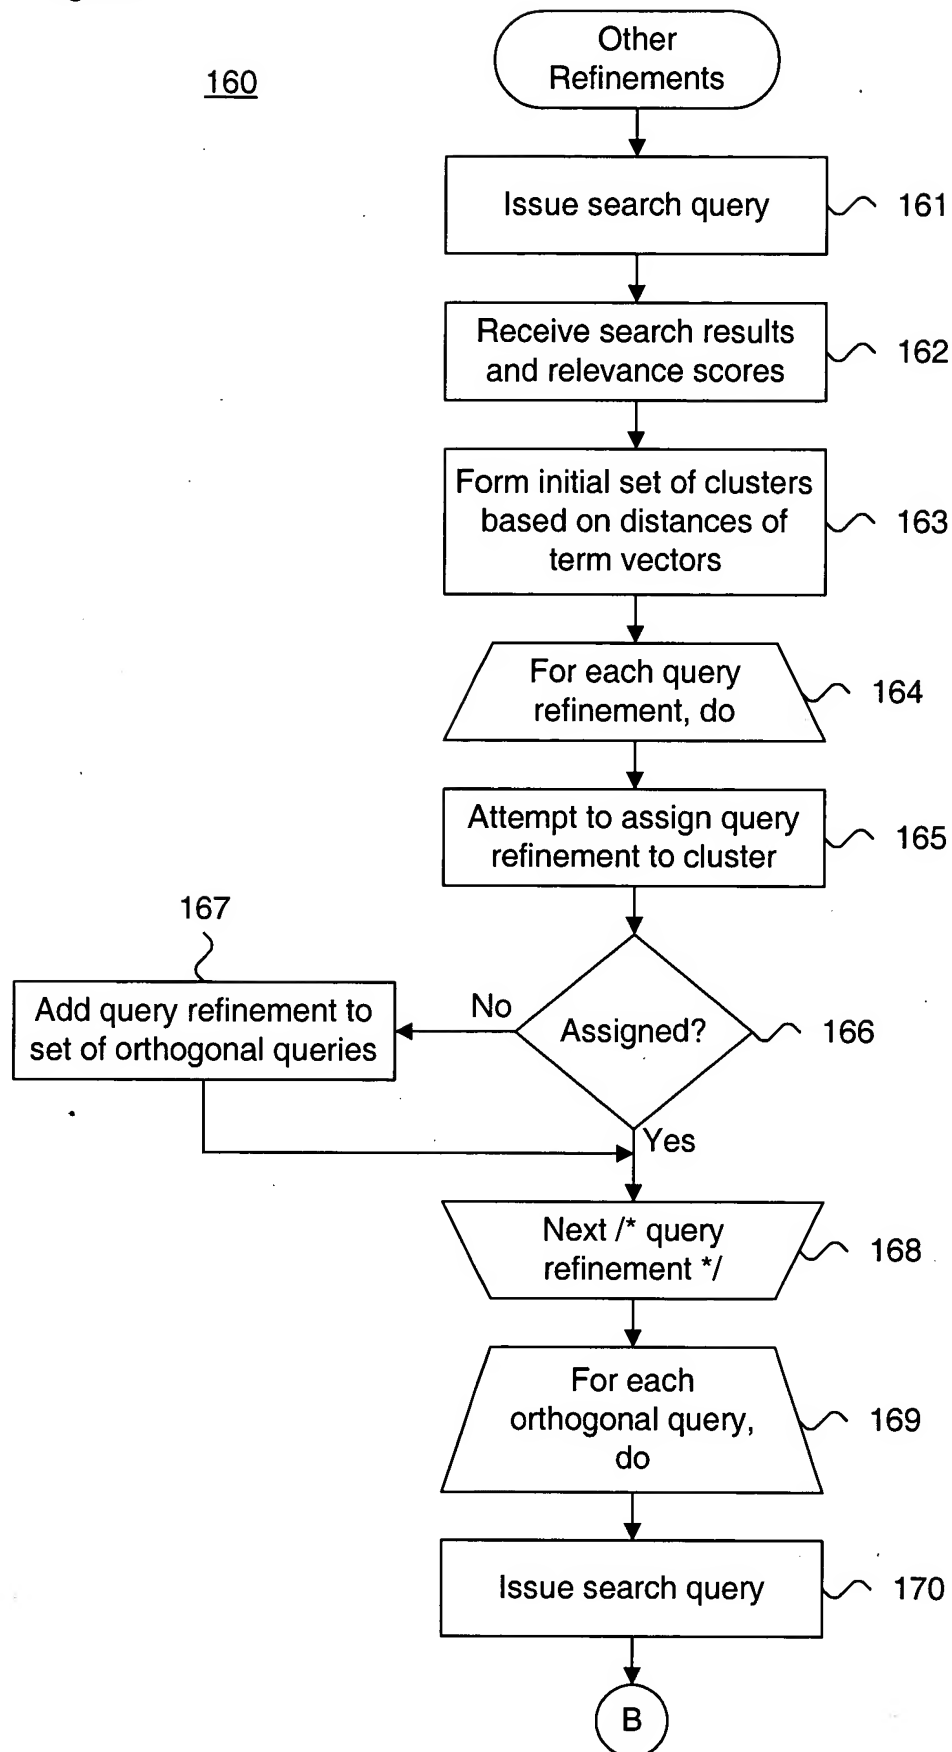 160
Other
Refinements
Issue search query
161
Receive search results
and relevance scores
162
Form initial set of clusters
based on distances of
term vectors
163
For each query
refinement, do
164
Attempt to assign query
refinement to cluster
165
167
Add query refinement to
set of orthogonal queries
No
Assigned?
166
Yes
Next /* query
refinement */
168
For each
orthogonal query,
do
169
Issue search query
170
B